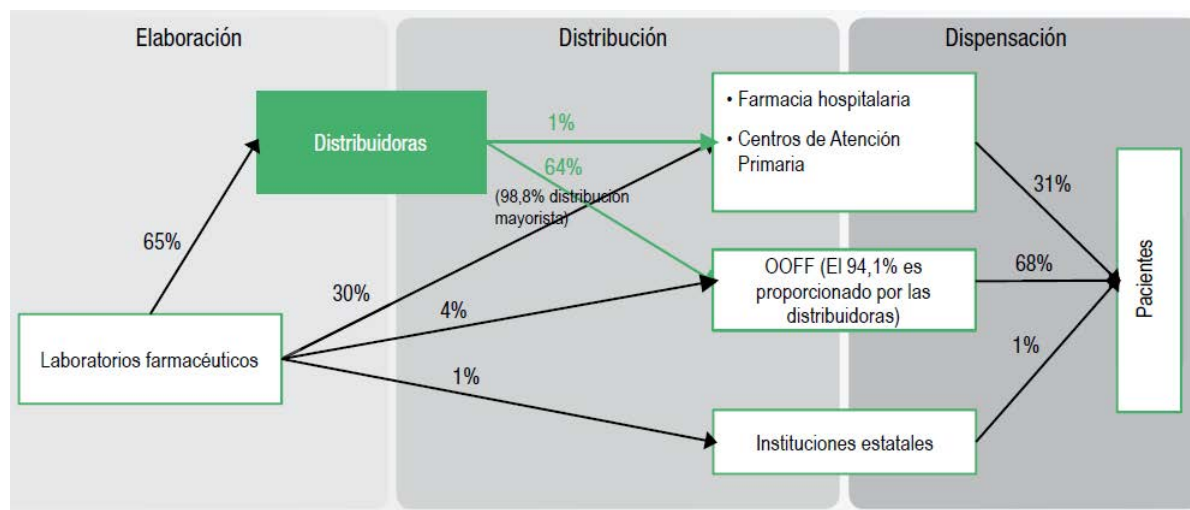 Elaboración
Distribución
Dispensación
Distribuidoras
1%
64%
(98,8% distribución
mayorista)
• Farmacia hospitalaria
• Centros de Atención
Primaria
65%
30%
4%
1%
Laboratorios farmacéuticos
OOFF (El 94,1% es
proporcionado por las
distribuidoras)
Instituciones estatales
31%
68%
1%
Pacientes